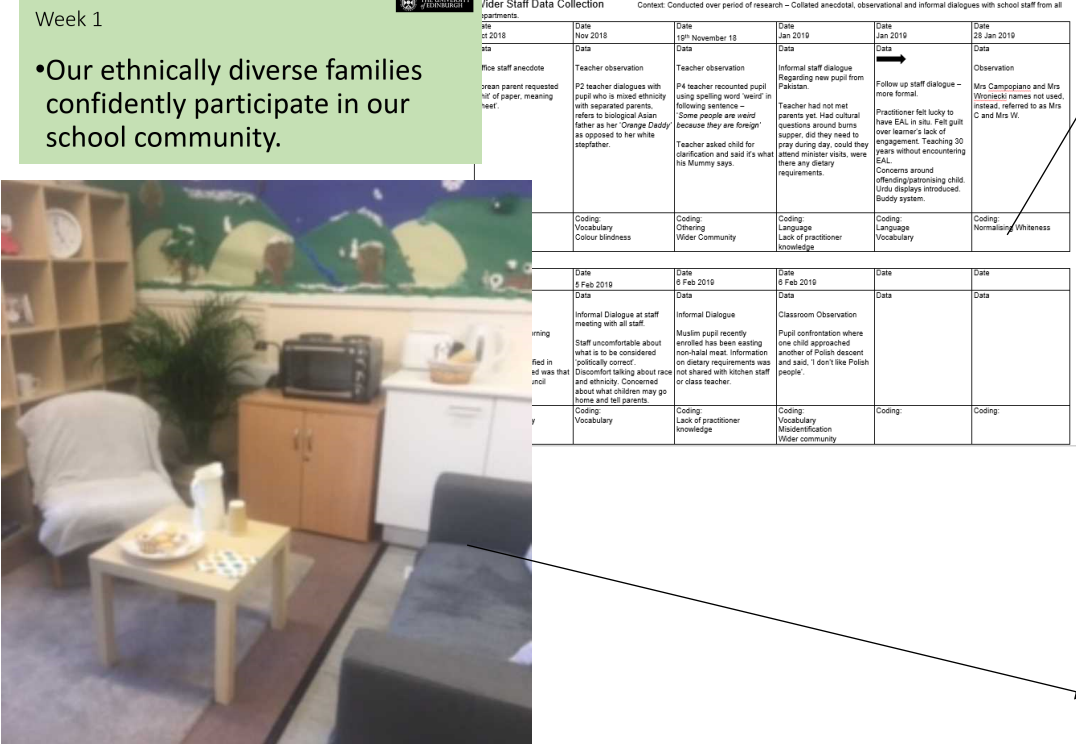 Week 1
THE UNIVERSITY
of EDINBURGH
•Our ethnically diverse families
confidently participate in our
school community.
Wider Staff Data Collection Context: Conducted over period of research – Collated anecdotal, observational and informal dialogues with school staff from all
Nov 2018
Date
Data
Teacher observation
P2 teacher dialogues with
pupil who is mixed ethnicity
with separated parents,
refers to biological Asian
father as her 'Orange Daddy'
as opposed to her white
stepfather.
Coding:
Vocabulary
Colour blindness
Date
19th November 18
Data
Teacher observation
P4 teacher recounted pupil
using spelling word 'weird' in
following sentence –
'Some people are weird
because they are foreign'
Teacher asked child for
clarification and said it's what
his Mummy says.
Coding:
Othering
Wider Community
Date
Jan 2019
Data
Informal staff dialogue
Regarding new pupil from
Pakistan.
Teacher had not met
parents yet. Had cultural
questions around burns
supper, did they need to
pray during day, could they
attend minister visits, were
there any dietary
requirements.
Coding:
Language
Lack of practitioner
knowledge
Date
Jan 2019
Data
Follow up staff dialogue –
more formal.
Practitioner felt lucky to
have EAL in situ. Felt guilt
over learner's lack of
engagement. Teaching 30
years without encountering
EAL.
Concerns around
offending/patronising child.
Urdu displays introduced.
Buddy system.
Coding:
Language
Vocabulary
Date
28 Jan 2019
Data
Observation
Mrs Campopiano and Mrs
Wroniecki names not used,
instead, referred to as Mrs
C and Mrs W.
Coding:
Normalising Whiteness
Date
5 Feb 2019
Data
Informal Dialogue at staff
meeting with all staff.
Staff uncomfortable about
what is to be considered
'politically correct'.
Discomfort talking about race
and ethnicity. Concerned
about what children may go
home and tell parents.
Coding:
Vocabulary
Date
6 Feb 2019
Data
Informal Dialogue
Muslim pupil recently
enrolled has been easting
non-halal meat. Information
on dietary requirements was
not shared with kitchen staff
or class teacher.
Coding:
Lack of practitioner
knowledge
Date
6 Feb 2019
Data
Classroom Observation
Pupil confrontation where
one child approached
another of Polish descent
and said, 'I don't like Polish
people'.
Coding:
Vocabulary
Misidentification
Wider community
Date
Data
Coding:
Date
Data
Coding: